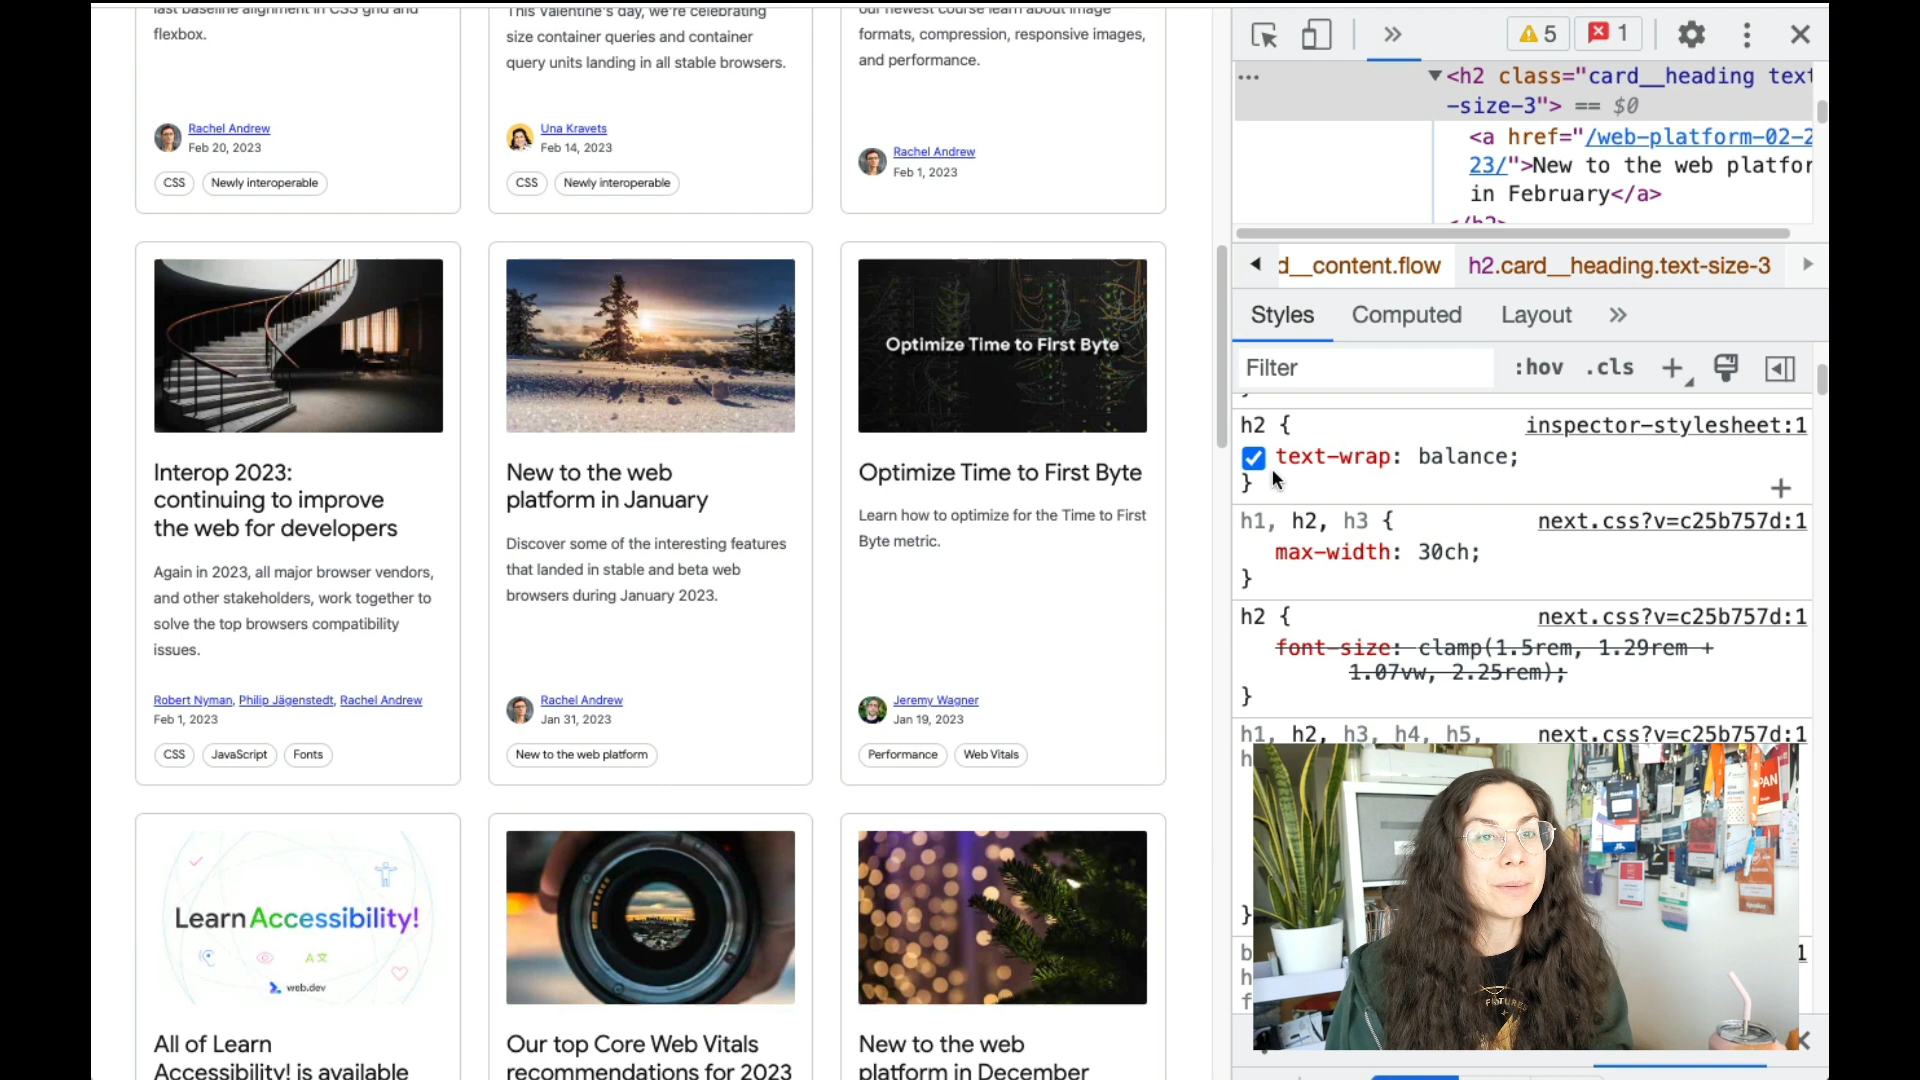 last baseline alignment in CSS grid and
flexbox.
Rachel Andrew
Feb 20, 2023
CSS
Newly interoperable
This Valentine's day, we're celebrating
size container queries and container
query units landing in all stable browsers.
Una Kravets
Feb 14, 2023
CSS
Newly interoperable
our newest course learn about image
formats, compression, responsive images,
and performance.
Rachel Andrew
Feb 1, 2023
Interop 2023:
continuing to improve
the web for developers
Again in 2023, all major browser vendors,
and other stakeholders, work together to
solve the top browsers compatibility
issues.
Robert Nyman, Philip Jägenstedt, Rachel Andrew
Feb 1, 2023
CSS
JavaScript
Fonts
New to the web
platform in January
Discover some of the interesting features
that landed in stable and beta web
browsers during January 2023.
Rachel Andrew
Jan 31, 2023
New to the web platform
Optimize Time to First Byte
Optimize Time to First Byte
Learn how to optimize for the Time to First
Byte metric.
Jeremy Wagner
Jan 19, 2023
Performance
Web Vitals
LearnAccessibility!
web.dev
All of Learn
Accessibility! is available
Our top Core Web Vitals
recommendations for 2023
New to the web
platform in December
5
1
<h2 class="card__heading text
-size-3"> == $0
<a href="/web-platform-02-2
23/">New to the web platfor
in February</a>
d__content.flow
h2.card__heading.text-size-3
Styles
Computed
Layout
Filter
:hov
.cls
h2 {
inspector-stylesheet:1
text-wrap: balance;
}
h1, h2, h3 {
next.css?v=c25b757d:1
max-width: 30ch;
}
h2 {
next.css?v=c25b757d:1
font-size: clamp(1.5rem, 1.29rem +
1.07vw, 2.25rem);
}
h1, h2, h3, h4, h5,
next.css?v=c25b757d:1
h
}
b
h
f